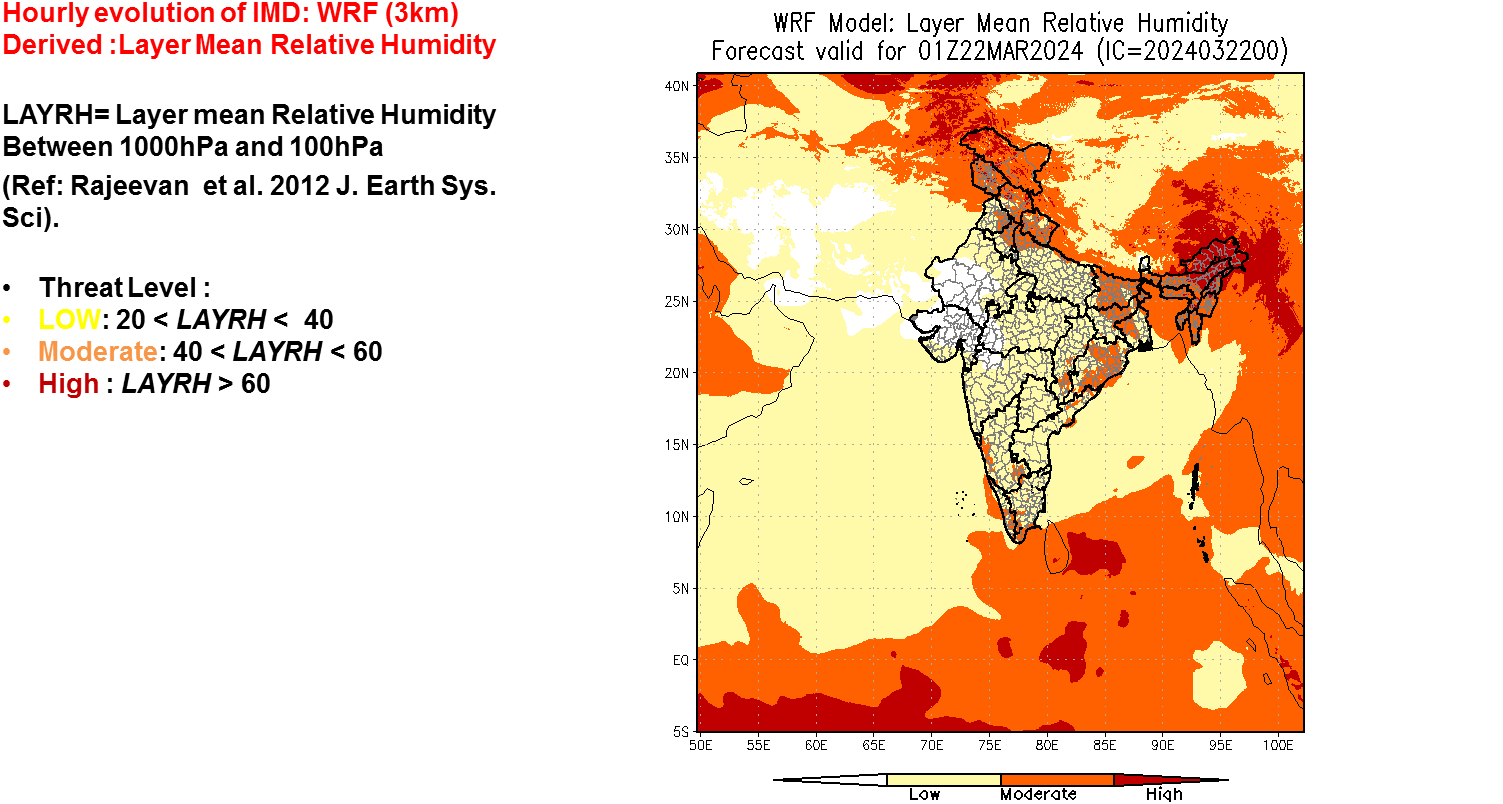 Hourly evolution of IMD: WRF (3km)
Derived :Layer Mean Relative Humidity
LAYRH= Layer mean Relative Humidity
Between 1000hPa and 100hPa
(Ref: Rajeevan et al. 2012 J. Earth Sys.
Sci).
• Threat Level :
• LOW: 20 < LAYRH < 40
• Moderate: 40 < LAYRH < 60
• High : LAYRH > 60
WRF Model: Layer Mean Relative Humidity
Forecast valid for 01Z22MAR2024 (IC=2024032200)
40N
35N
30N
25N
20N
15N
10N
5N
EQ
5S
50E 55E 60E 65E 70E 75E 80E 85E 90E 95E 100E
Low Moderate High